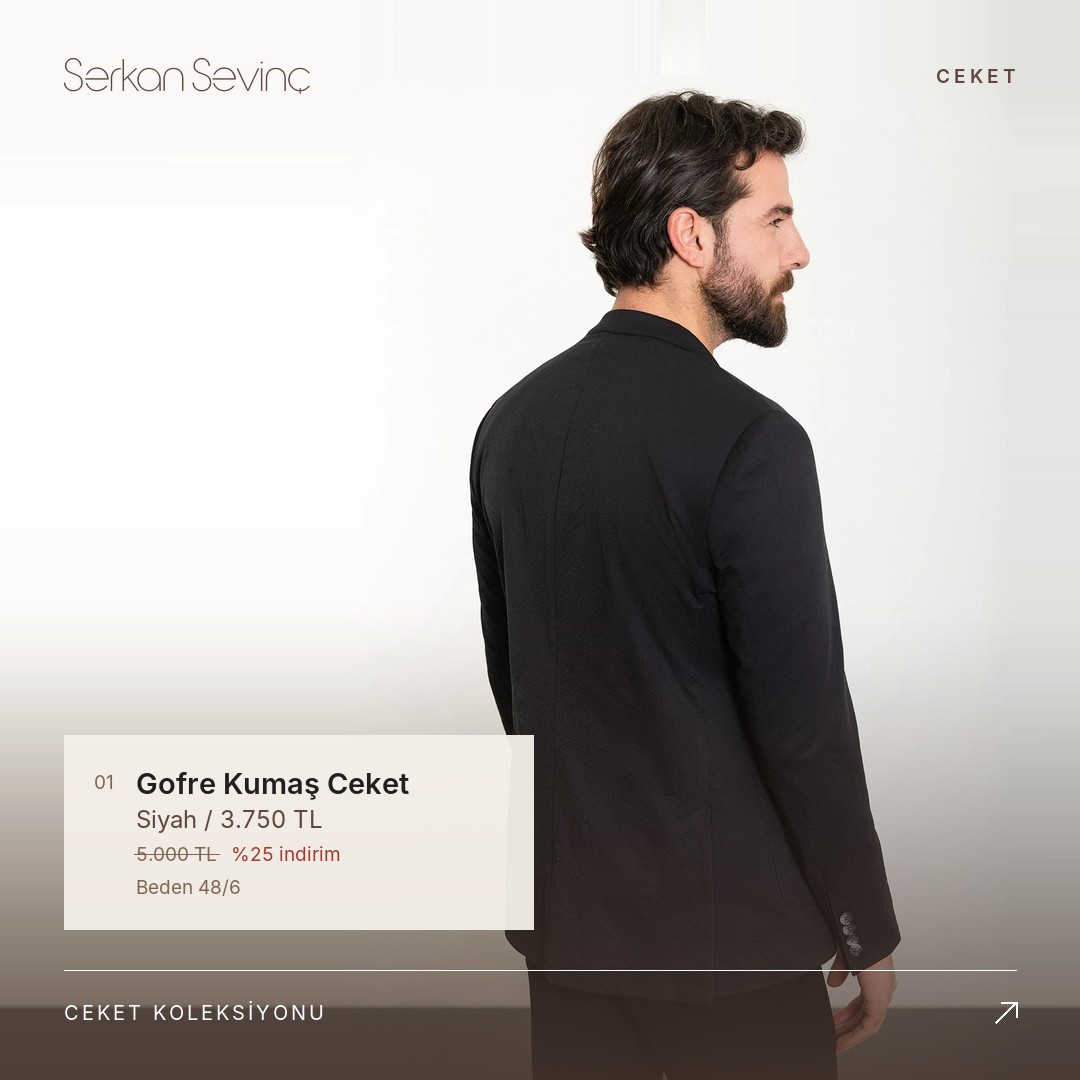 Serkan Sevinç
CEKET
01 Gofre Kumaş Ceket
Siyah / 3.750 TL
5.000 TL %25 indirim
Beden 48/6
CEKET KOLEKSİYONU